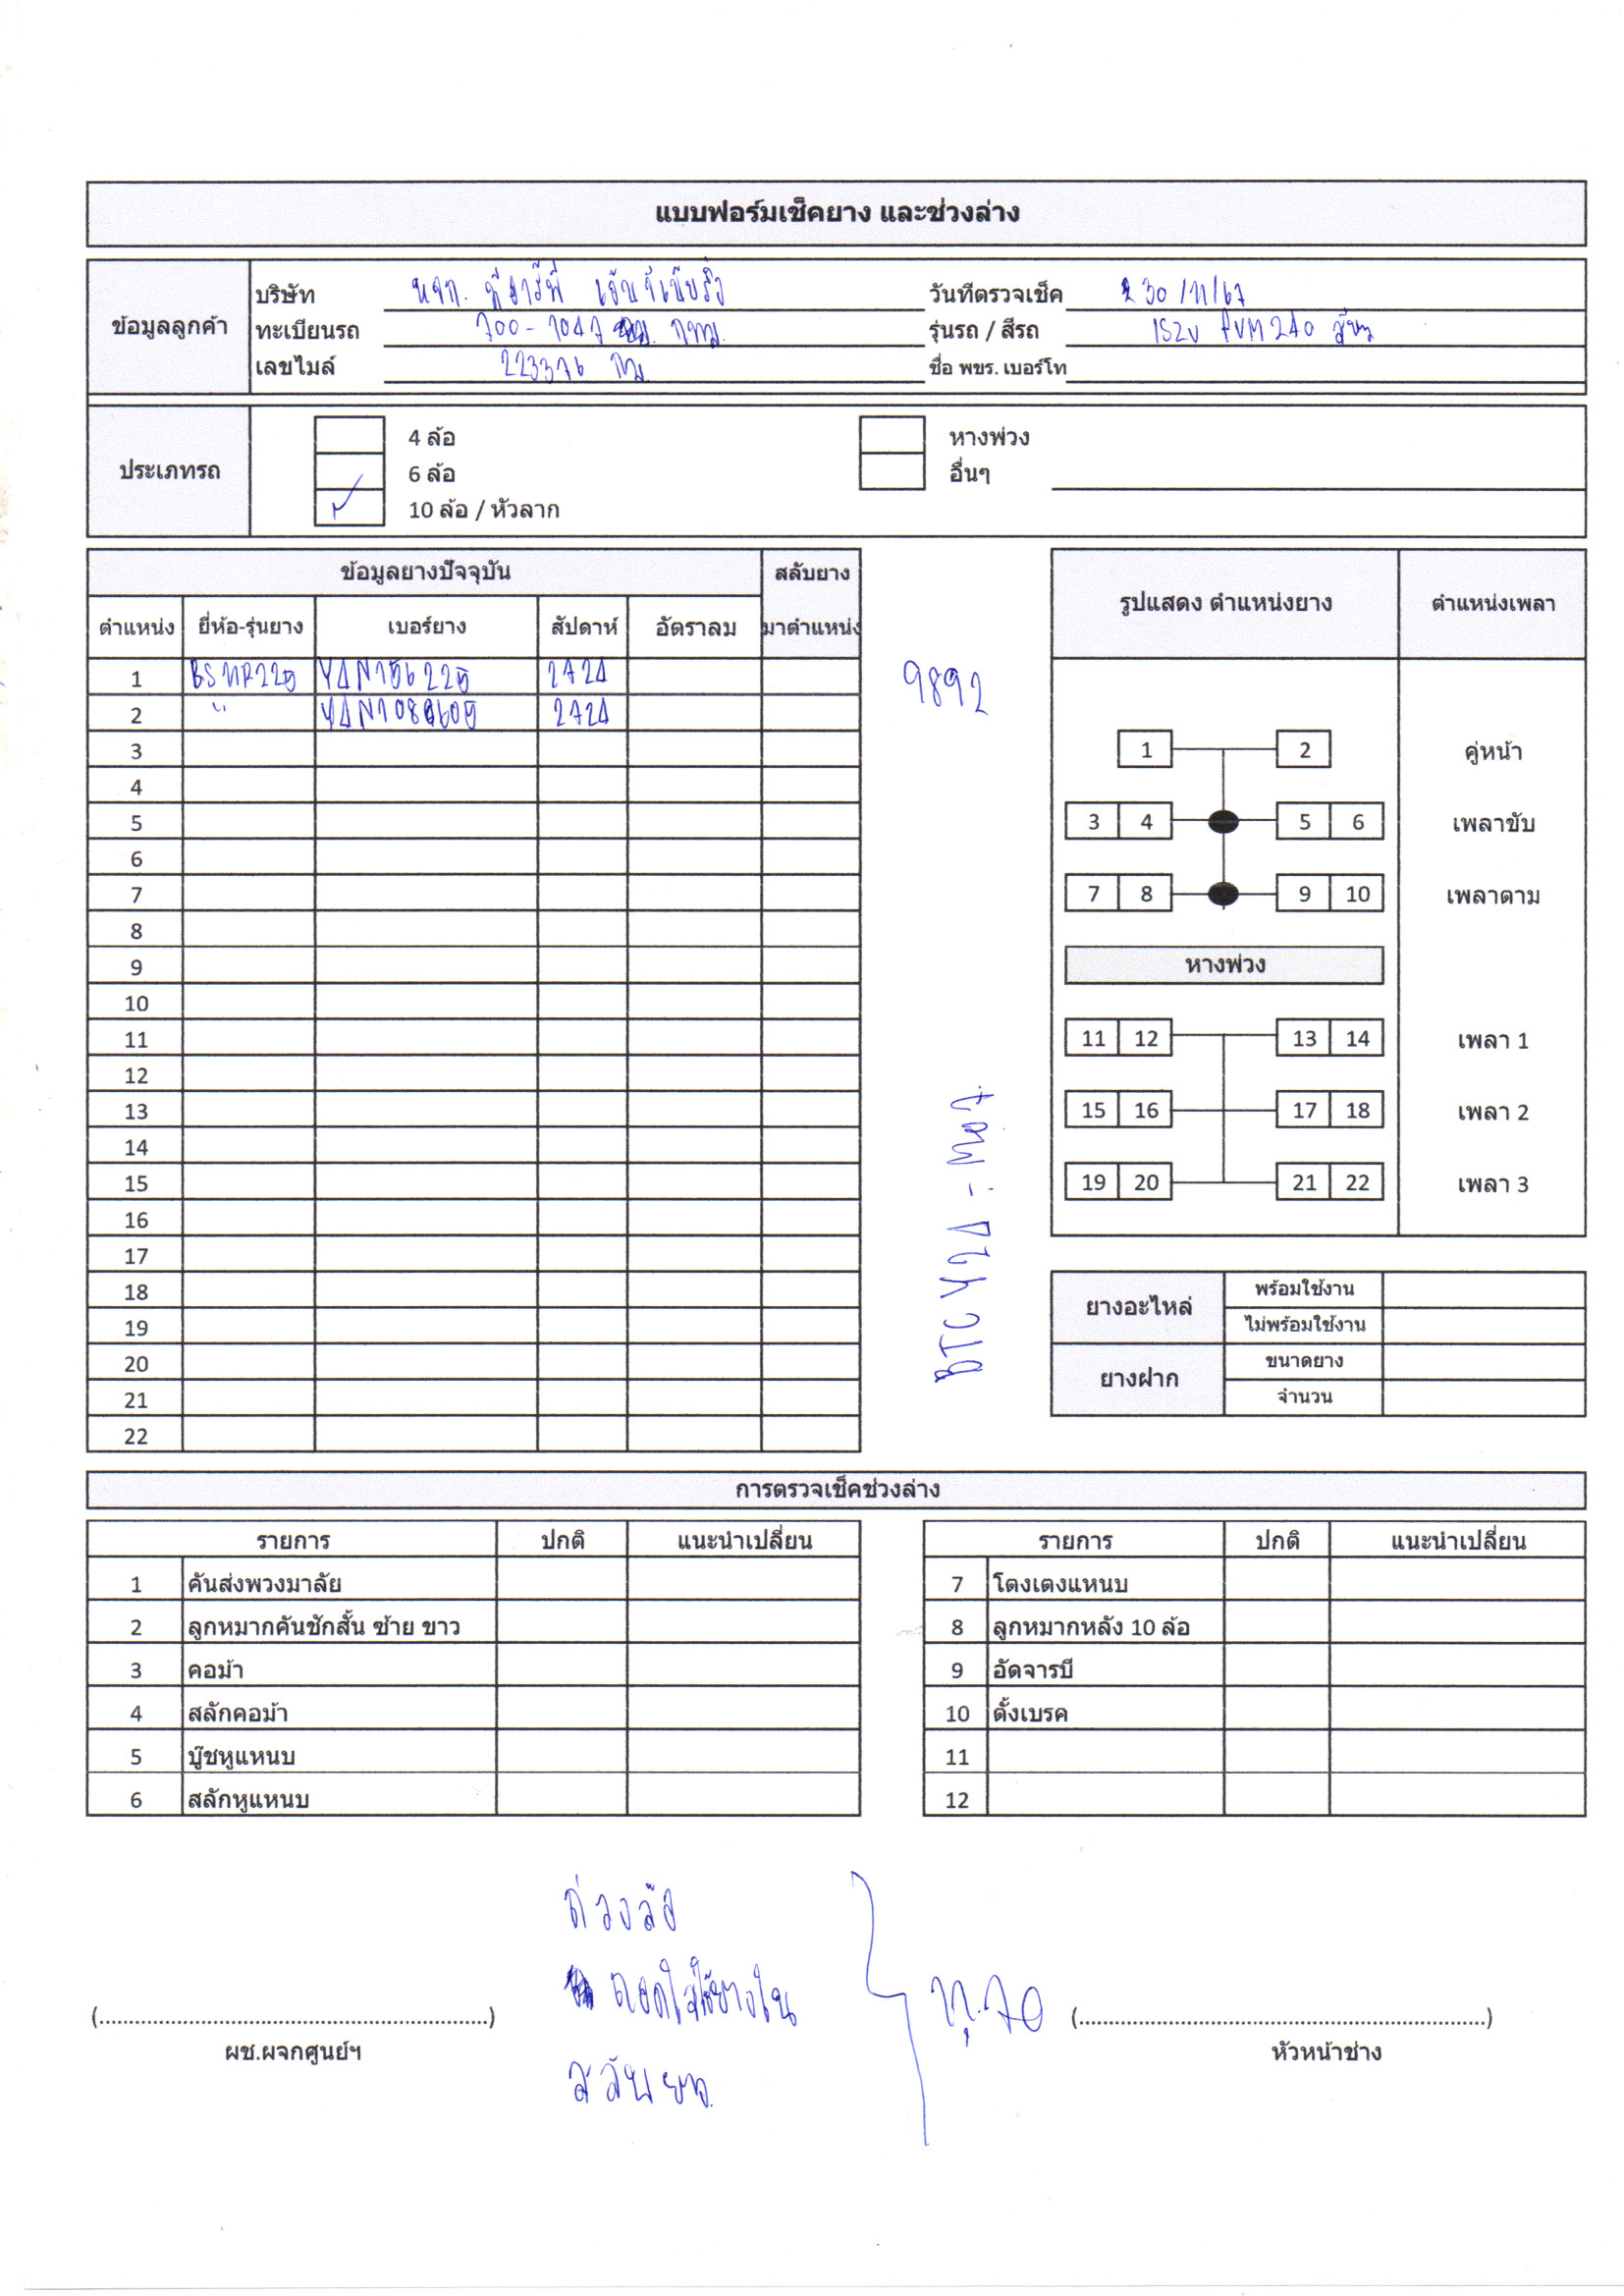 แบบฟอร์มเช็คยาง และช่วงล่าง
ข้อมูลลูกค้า
บริษัท หจก. ทีอาร์พี เอ็นจิเนียริ่ง วันที่ตรวจเช็ค 30/11/67
ทะเบียนรถ 700-7047 กทม. รุ่นรถ / สีรถ ISZU FVM240
เลขไมล์ 223376 กม. ชื่อ พขร. เบอร์โท
ประเภทรถ
4 ล้อ หางพ่วง
6 ล้อ อื่นๆ
✓ 10 ล้อ / หัวลาก
ข้อมูลยางปัจจุบัน สลับยาง
ตำแหน่ง ยี่ห้อ-รุ่นยาง เบอร์ยาง สัปดาห์ อัตราลม มาตำแหน่ง
1 2724
2 " 2724
3
4
5
6
7
8
9
10
11
12
13
14
15
16
17
18
19
20
21
22
9892
รูปแสดง ตำแหน่งยาง ตำแหน่งเพลา
1 2 คู่หน้า
3 4 5 6 เพลาขับ
7 8 9 10 เพลาตาม
หางพ่วง
11 12 13 14 เพลา 1
15 16 17 18 เพลา 2
19 20 21 22 เพลา 3
ยางอะไหล่ พร้อมใช้งาน
ไม่พร้อมใช้งาน
ยางฝาก ขนาดยาง
จำนวน
การตรวจเช็คช่วงล่าง
รายการ ปกติ แนะนำเปลี่ยน รายการ ปกติ แนะนำเปลี่ยน
1 คันส่งพวงมาลัย 7 โตงเตงแหนบ
2 ลูกหมากคันชักสั้น ซ้าย ขาว 8 ลูกหมากหลัง 10 ล้อ
3 คอม้า 9 อัดจารบี
4 สลักคอม้า 10 ตั้งเบรค
5 บู๊ชหูแหนบ 11
6 สลักหูแหนบ 12
ถ่วงล้อ
ถอดใส่ยางใน
สลับยาง
(.................................................................) (.....................................................................)
ผช.ผจกศูนย์ฯ หัวหน้าช่าง